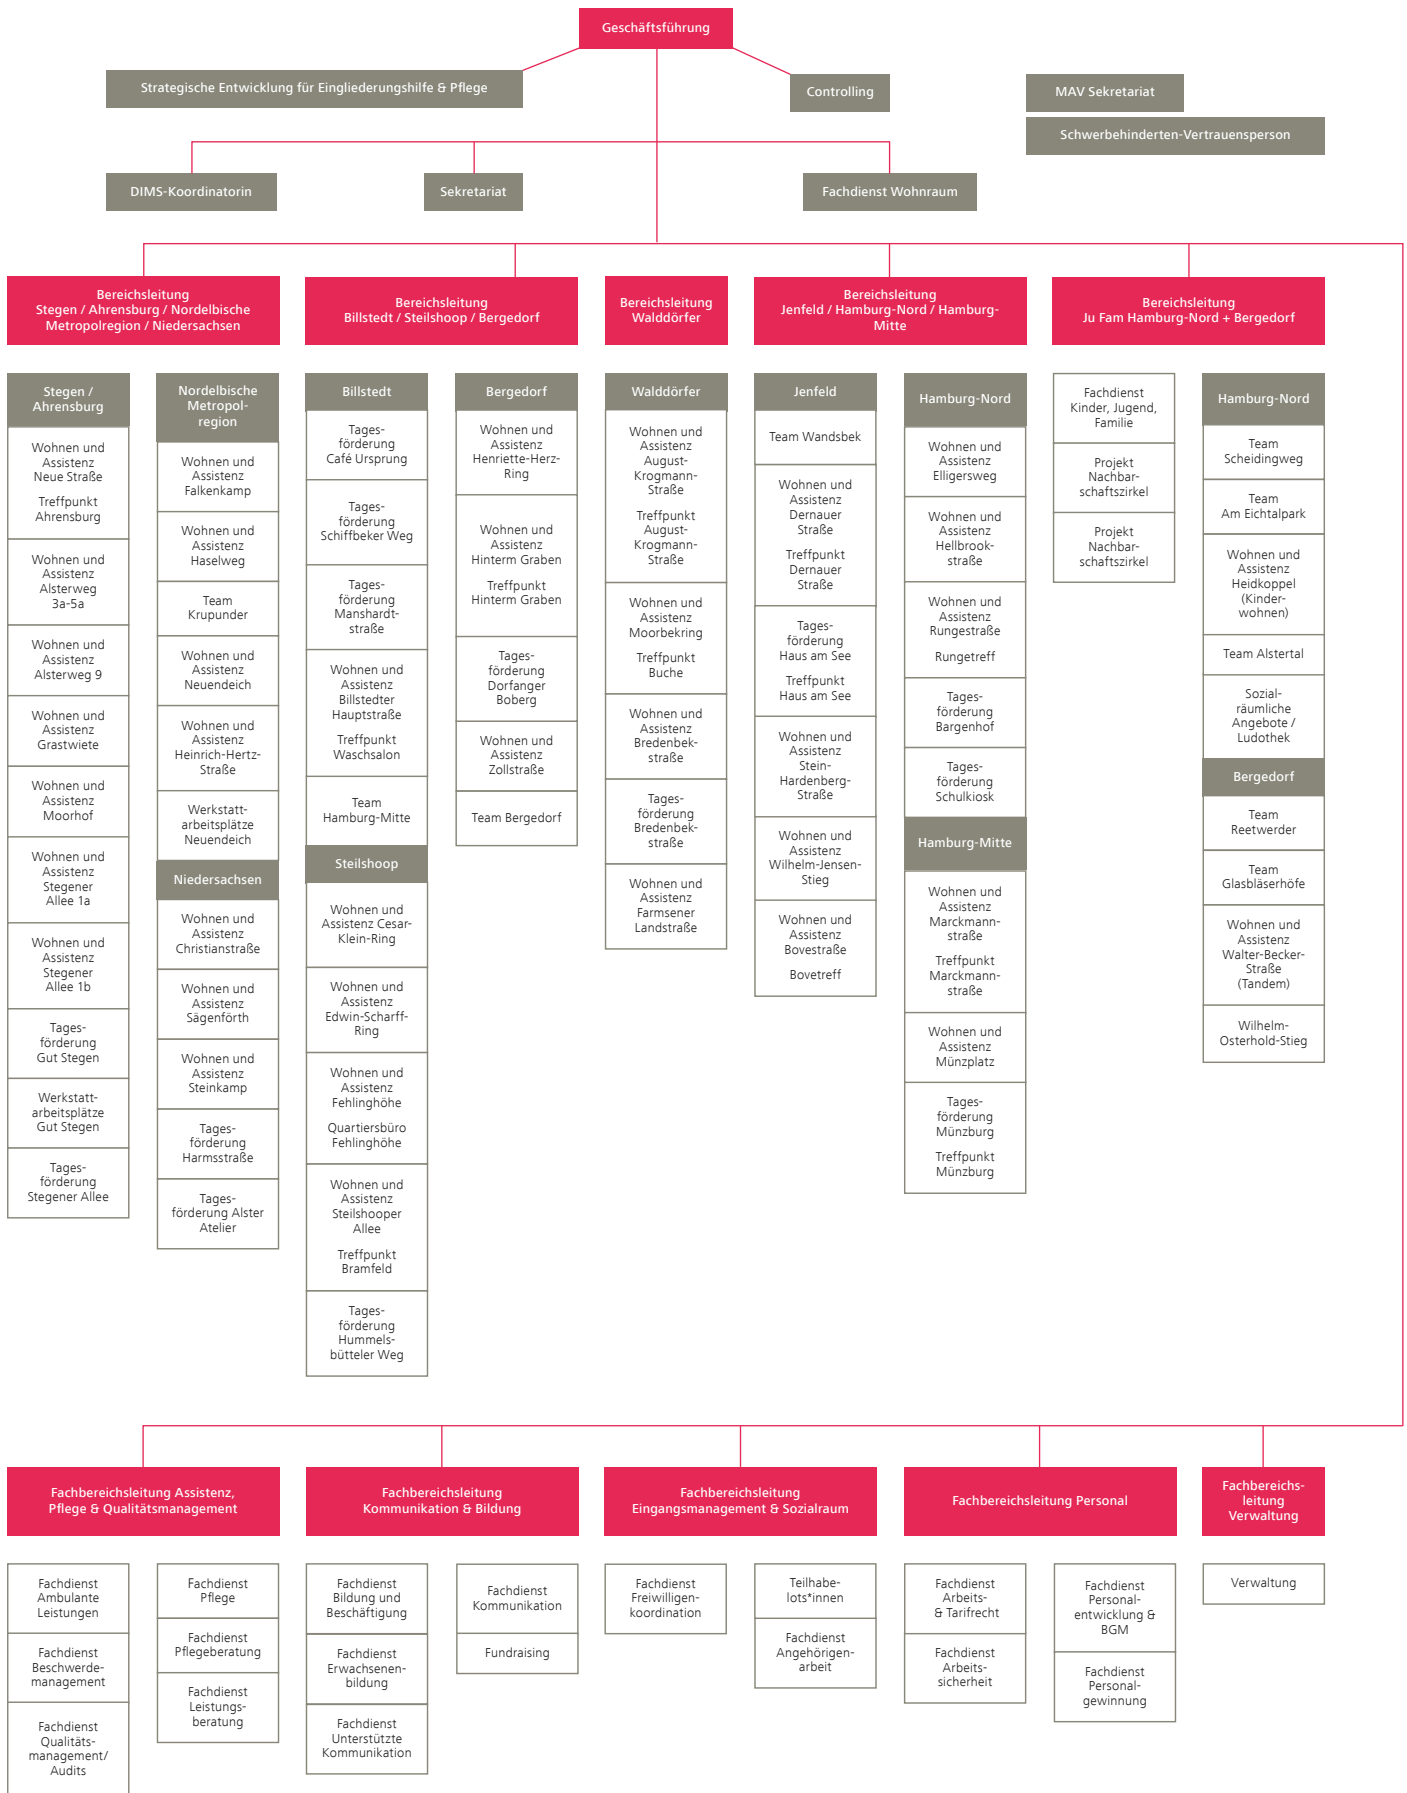 Geschäftsführung
Strategische Entwicklung für Eingliederungshilfe & Pflege
Controlling
MAV Sekretariat
Schwerbehinderten-Vertrauensperson
DIMS-Koordinatorin
Sekretariat
Fachdienst Wohnraum
Bereichsleitung
Stegen / Ahrensburg / Nordelbische
Metropolregion / Niedersachsen
Bereichsleitung
Billstedt / Steilshoop / Bergedorf
Bereichsleitung
Walddörfer
Bereichsleitung
Jenfeld / Hamburg-Nord / Hamburg-
Mitte
Bereichsleitung
Ju Fam Hamburg-Nord + Bergedorf
Stegen /
Ahrensburg
Wohnen und
Assistenz
Neue Straße
Treffpunkt
Ahrensburg
Wohnen und
Assistenz
Alsterweg
3a-5a
Wohnen und
Assistenz
Alsterweg 9
Wohnen und
Assistenz
Grastwiete
Wohnen und
Assistenz
Moorhof
Wohnen und
Assistenz
Stegener
Allee 1a
Wohnen und
Assistenz
Stegener
Allee 1b
Tages-
förderung
Gut Stegen
Werkstatt-
arbeitsplätze
Gut Stegen
Tages-
förderung
Stegener Allee
Nordelbische
Metropol-
region
Wohnen und
Assistenz
Falkenkamp
Wohnen und
Assistenz
Haselweg
Team
Krupunder
Wohnen und
Assistenz
Neuendeich
Wohnen und
Assistenz
Heinrich-Hertz-
Straße
Werkstatt-
arbeitsplätze
Neuendeich
Niedersachsen
Wohnen und
Assistenz
Christianstraße
Wohnen und
Assistenz
Sägenförth
Wohnen und
Assistenz
Steinkamp
Tages-
förderung
Harmsstraße
Tages-
förderung Alster
Atelier
Billstedt
Tages-
förderung
Café Ursprung
Tages-
förderung
Schiffbeker Weg
Tages-
förderung
Manshardt-
straße
Wohnen und
Assistenz
Billstedter
Hauptstraße
Treffpunkt
Waschsalon
Team
Hamburg-Mitte
Steilshoop
Wohnen und
Assistenz Cesar-
Klein-Ring
Wohnen und
Assistenz
Edwin-Scharff-
Ring
Wohnen und
Assistenz
Fehlinghöhe
Quartiersbüro
Fehlinghöhe
Wohnen und
Assistenz
Steilshooper
Allee
Treffpunkt
Bramfeld
Tages-
förderung
Hummels-
bütteler Weg
Bergedorf
Wohnen und
Assistenz
Henriette-Herz-
Ring
Wohnen und
Assistenz
Hinterm Graben
Treffpunkt
Hinterm Graben
Tages-
förderung
Dorfanger
Boberg
Wohnen und
Assistenz
Zollstraße
Team Bergedorf
Walddörfer
Wohnen und
Assistenz
August-
Krogmann-
Straße
Treffpunkt
August-
Krogmann-
Straße
Wohnen und
Assistenz
Moorbekring
Treffpunkt
Buche
Wohnen und
Assistenz
Bredenbek-
straße
Tages-
förderung
Bredenbek-
straße
Wohnen und
Assistenz
Farmsener
Landstraße
Jenfeld
Team Wandsbek
Wohnen und
Assistenz
Dernauer
Straße
Treffpunkt
Dernauer
Straße
Tages-
förderung
Haus am See
Treffpunkt
Haus am See
Wohnen und
Assistenz
Stein-
Hardenberg-
Straße
Wohnen und
Assistenz
Wilhelm-Jensen-
Stieg
Wohnen und
Assistenz
Bovestraße
Bovetreff
Hamburg-Nord
Wohnen und
Assistenz
Elligersweg
Wohnen und
Assistenz
Hellbrook-
straße
Wohnen und
Assistenz
Rungestraße
Rungetreff
Tages-
förderung
Bargenhof
Tages-
förderung
Schulkiosk
Hamburg-Mitte
Wohnen und
Assistenz
Marckmann-
straße
Treffpunkt
Marckmann-
straße
Wohnen und
Assistenz
Münzplatz
Tages-
förderung
Münzburg
Treffpunkt
Münzburg
Fachdienst
Kinder, Jugend,
Familie
Projekt
Nachbar-
schaftszirkel
Projekt
Nachbar-
schaftszirkel
Hamburg-Nord
Team
Scheidingweg
Team
Am Eichtalpark
Wohnen und
Assistenz
Heidkoppel
(Kinder-
wohnen)
Team Alstertal
Sozial-
räumliche
Angebote /
Ludothek
Bergedorf
Team
Reetwerder
Team
Glasbläserhöfe
Wohnen und
Assistenz
Walter-Becker-
Straße
(Tandem)
Wilhelm-
Osterhold-Stieg
Fachbereichsleitung Assistenz,
Pflege & Qualitätsmanagement
Fachbereichsleitung
Kommunikation & Bildung
Fachbereichsleitung
Eingangsmanagement & Sozialraum
Fachbereichsleitung Personal
Fachbereichs-
leitung
Verwaltung
Fachdienst
Ambulante
Leistungen
Fachdienst
Beschwerde-
management
Fachdienst
Qualitäts-
management/
Audits
Fachdienst
Pflege
Fachdienst
Pflegeberatung
Fachdienst
Leistungs-
beratung
Fachdienst
Bildung und
Beschäftigung
Fachdienst
Erwachsenen-
bildung
Fachdienst
Unterstützte
Kommunikation
Fachdienst
Kommunikation
Fundraising
Fachdienst
Freiwilligen-
koordination
Teilhabe-
lots*innen
Fachdienst
Angehörigen-
arbeit
Fachdienst
Arbeits-
& Tarifrecht
Fachdienst
Arbeits-
sicherheit
Fachdienst
Personal-
entwicklung &
BGM
Fachdienst
Personal-
gewinnung
Verwaltung